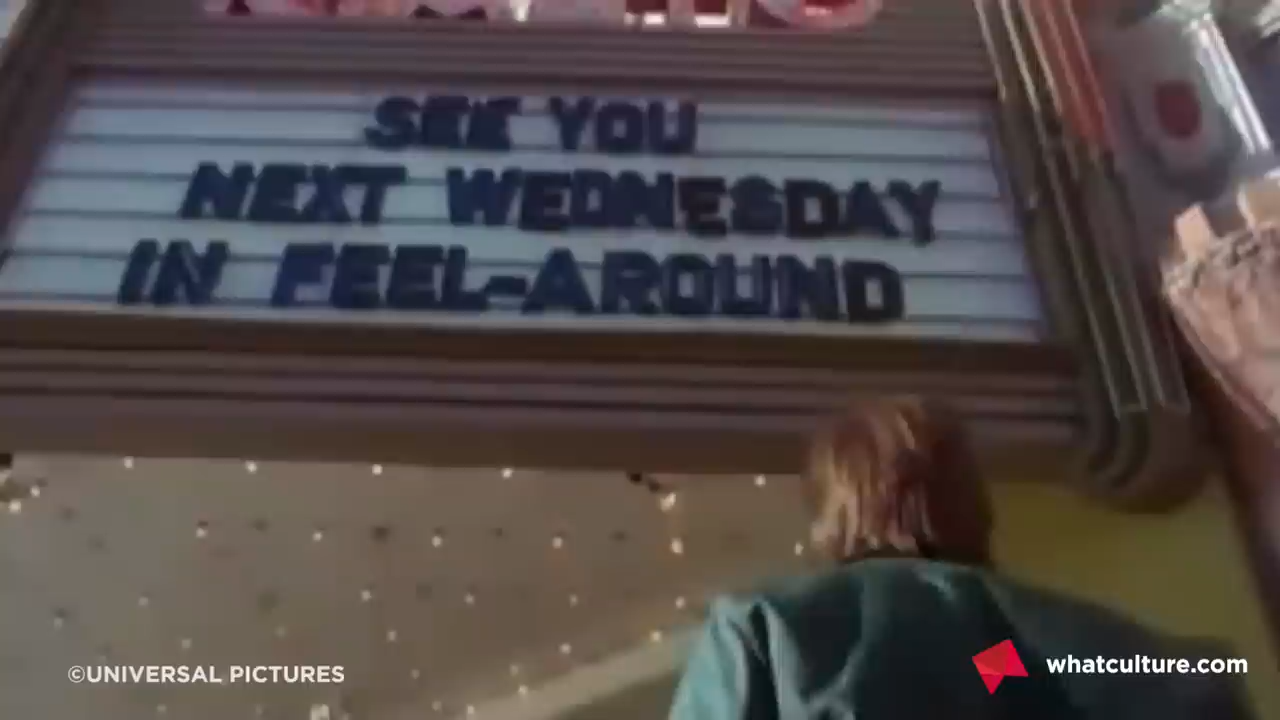 SEE YOU
NEXT WEDNESDAY
IN FEEL-AROUND
©UNIVERSAL PICTURES
whatculture.com